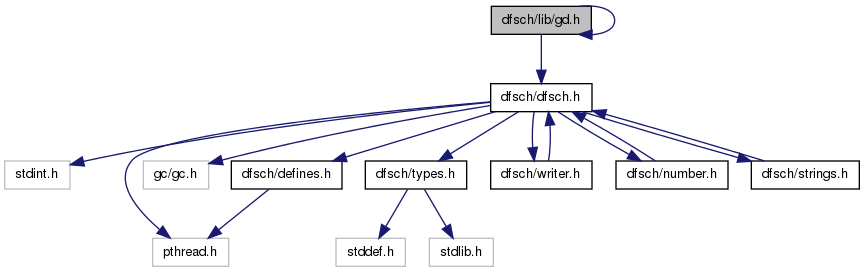 dfsch/lib/gd.h
dfsch/dfsch.h
stdint.h
gc/gc.h
dfsch/defines.h
dfsch/types.h
dfsch/writer.h
dfsch/number.h
dfsch/strings.h
pthread.h
stddef.h
stdlib.h